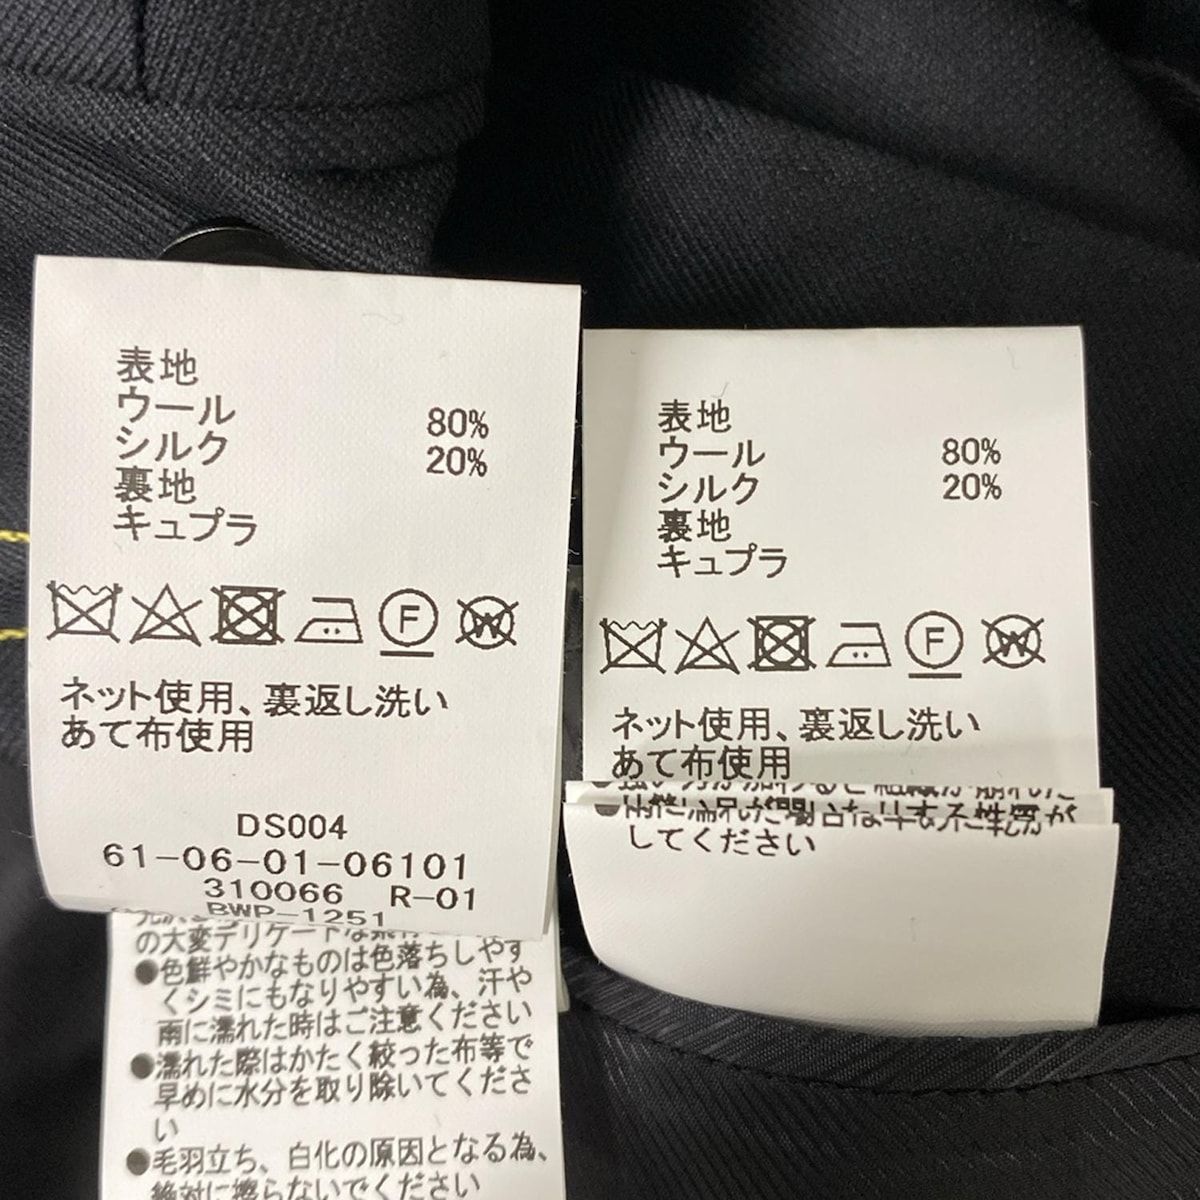 表地
ウール 80%
シルク 20%
裏地
キュプラ
F W
ネット使用、裏返し洗い
あて布使用
DS004
61-06-01-06101
310066 R-01
BWP-1251
の大変デリケートな素材
●色鮮やかなものは色落ちしやす
くシミにもなりやすい為、汗や
雨に濡れた時はご注意ください
●濡れた際はかたく絞った布等で
早めに水分を取り除いてくださ
い
●毛羽立ち、白化の原因となる為、
絶対に擦らないでください
表地
ウール 80%
シルク 20%
裏地
キュプラ
F W
ネット使用、裏返し洗い
あて布使用
してください